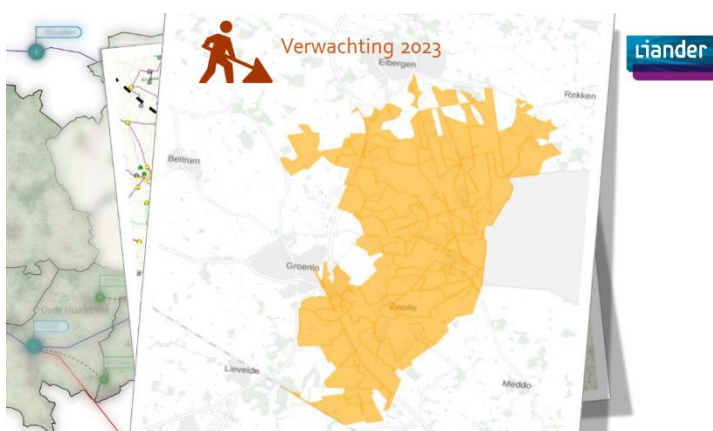 Verwachting 2023
Liander
Eibergen
Rekken
Beltrum
Groenlo
Zwolle
Lievelde
Meddo
Oude IJsselstreek